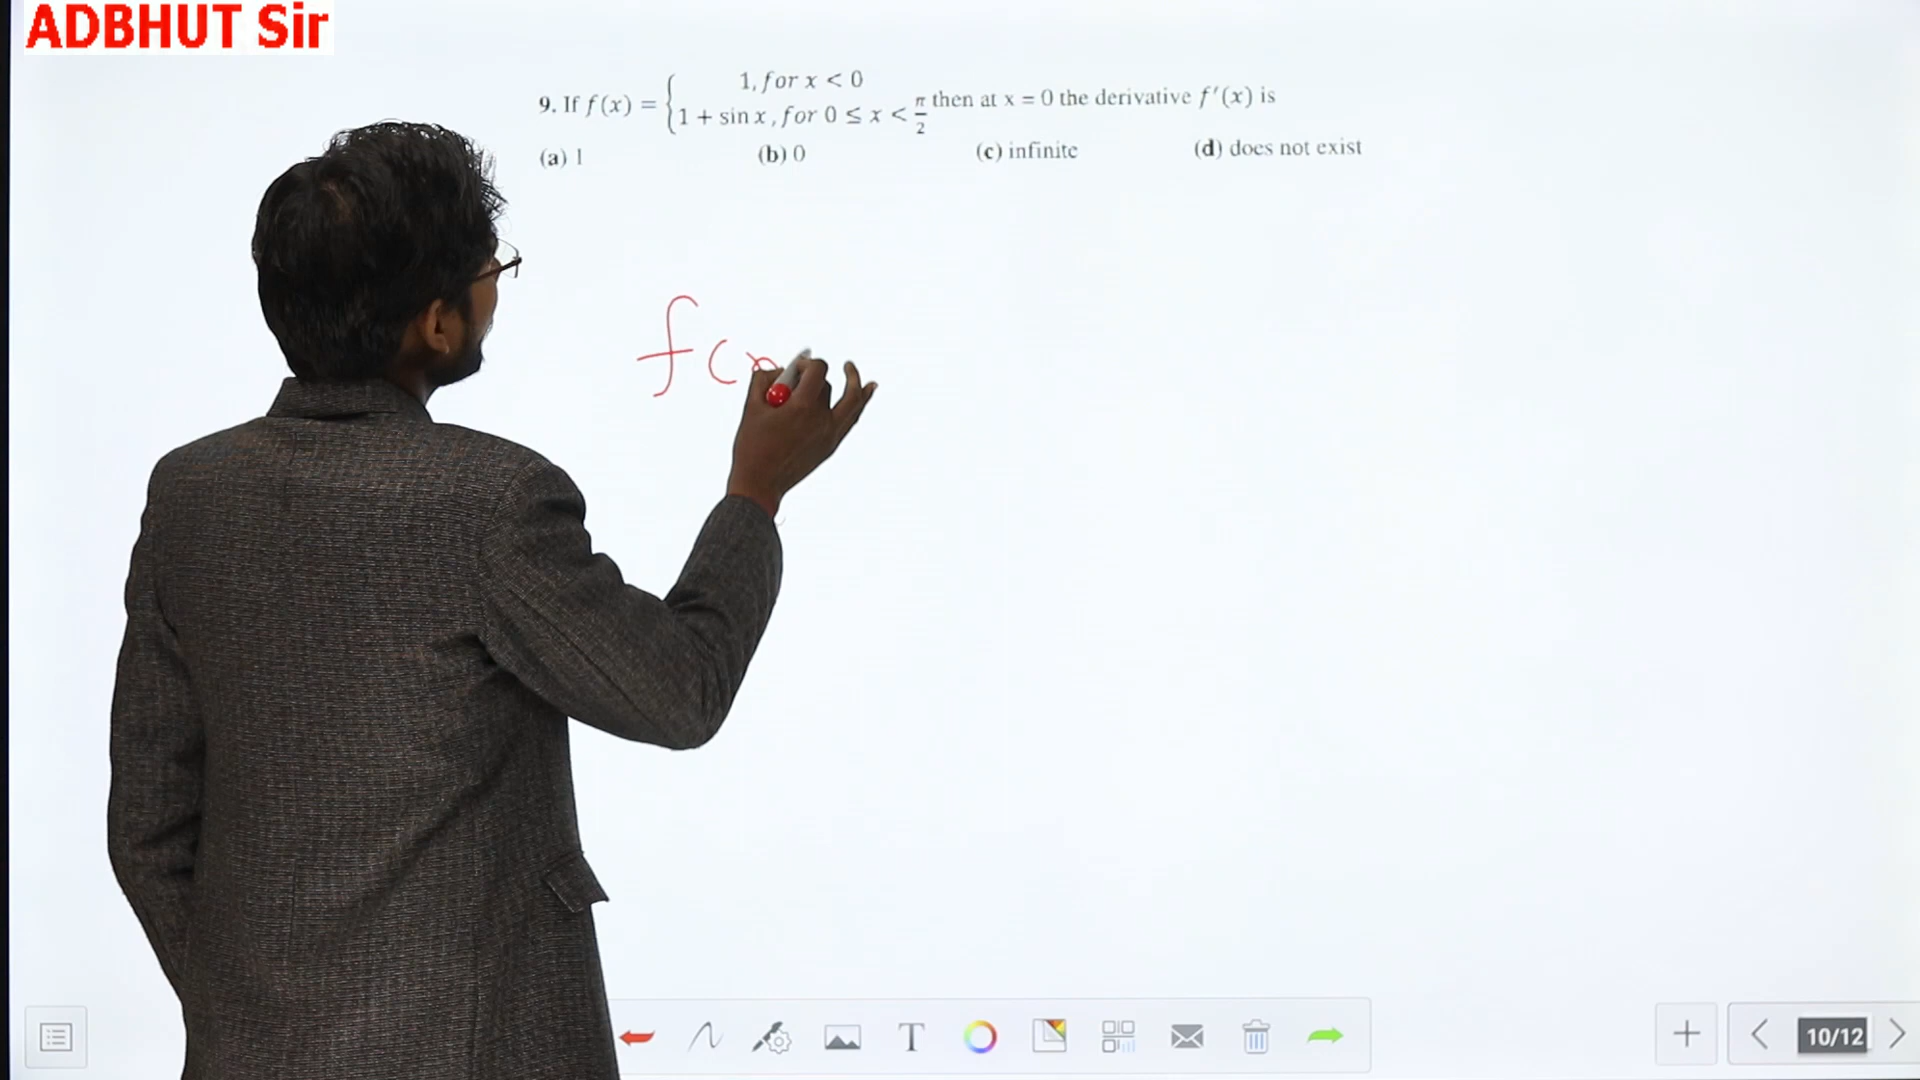 ADBHUT Sir
9. If f(x) = { 1, for x < 0
1 + sin x , for 0 ≤ x < π/2 then at x = 0 the derivative f'(x) is
(a) 1 (b) 0 (c) infinite (d) does not exist
f(x
T
10/12